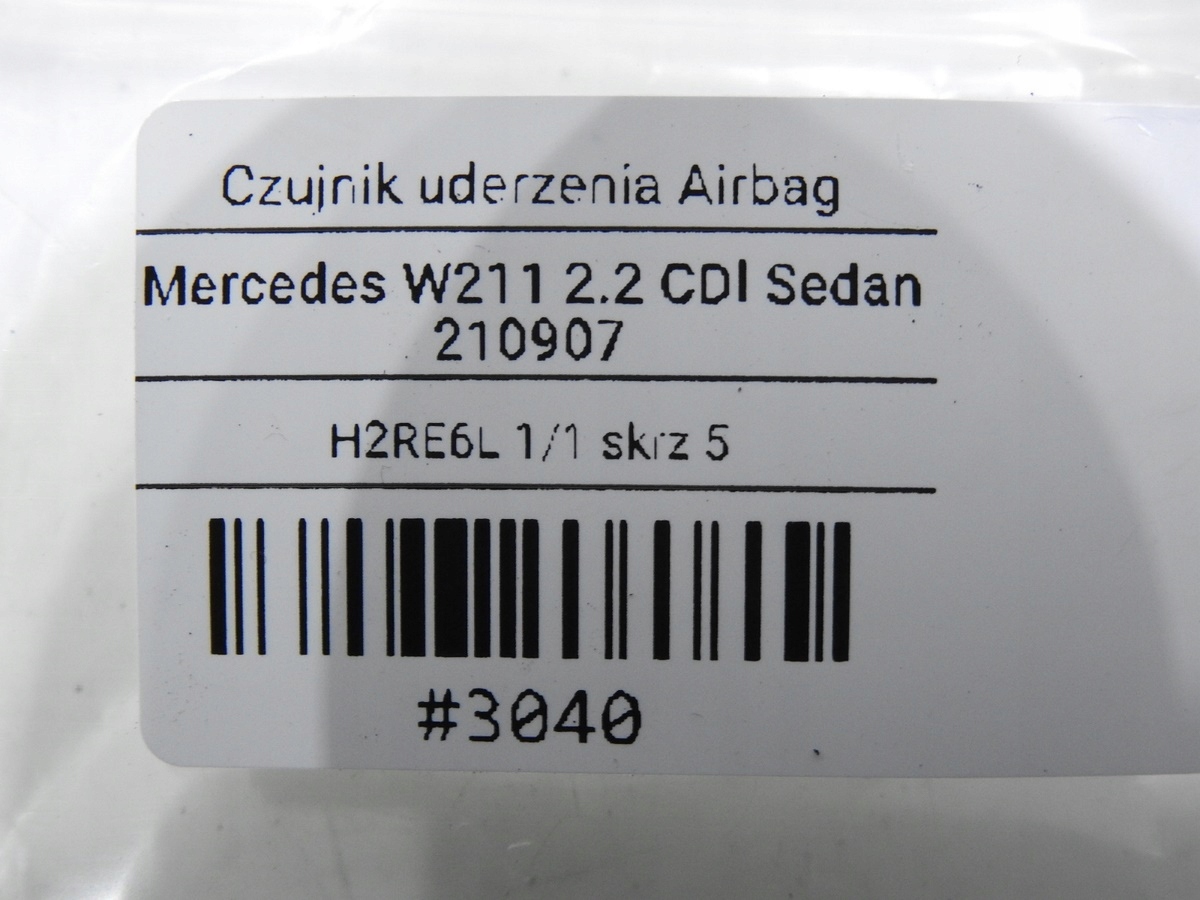 Czujnik uderzenia Airbag
Mercedes W211 2.2 CDI Sedan
210907
H2RE6L 1/1 skrz 5
#3040